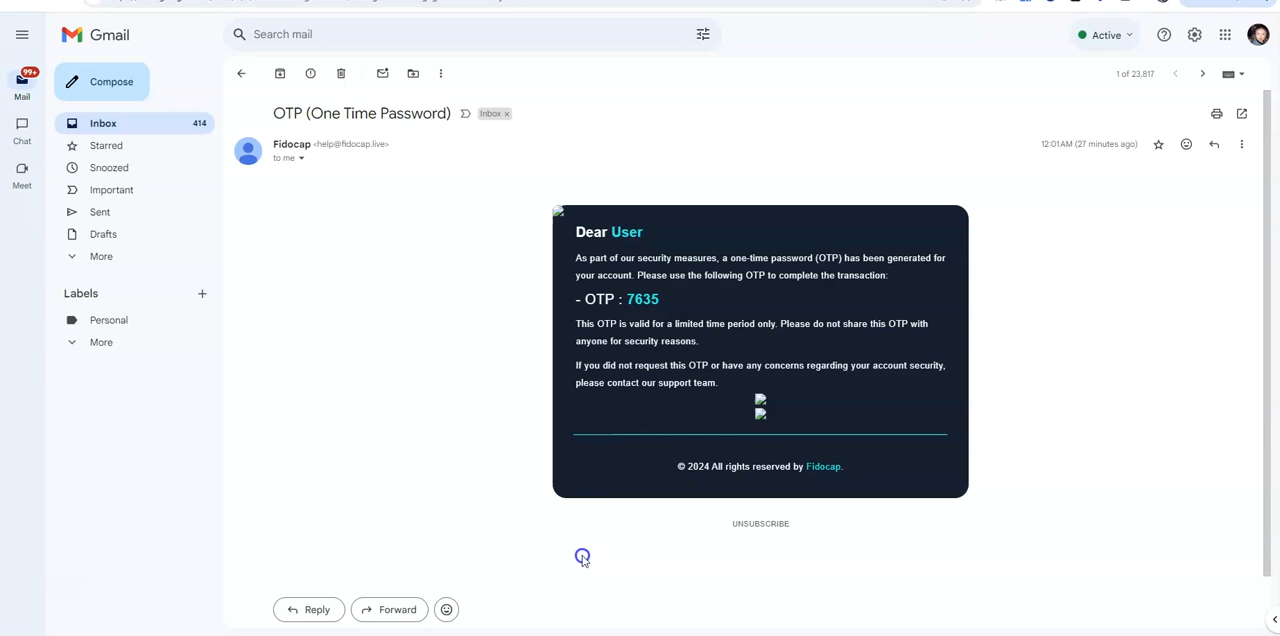 Gmail
Search mail
Active
99+
Mail
Compose
1 of 23,817
Inbox 414
OTP (One Time Password)
Inbox ×
Chat
Starred
Fidocap <help@fidocap.live>
12:01 AM (27 minutes ago)
to me
Snoozed
Meet
Important
Sent
Drafts
More
Dear User
As part of our security measures, a one-time password (OTP) has been generated for
your account. Please use the following OTP to complete the transaction:
- OTP : 7635
This OTP is valid for a limited time period only. Please do not share this OTP with
anyone for security reasons.
If you did not request this OTP or have any concerns regarding your account security,
please contact our support team.
Labels
Personal
More
© 2024 All rights reserved by Fidocap.
UNSUBSCRIBE
Reply
Forward